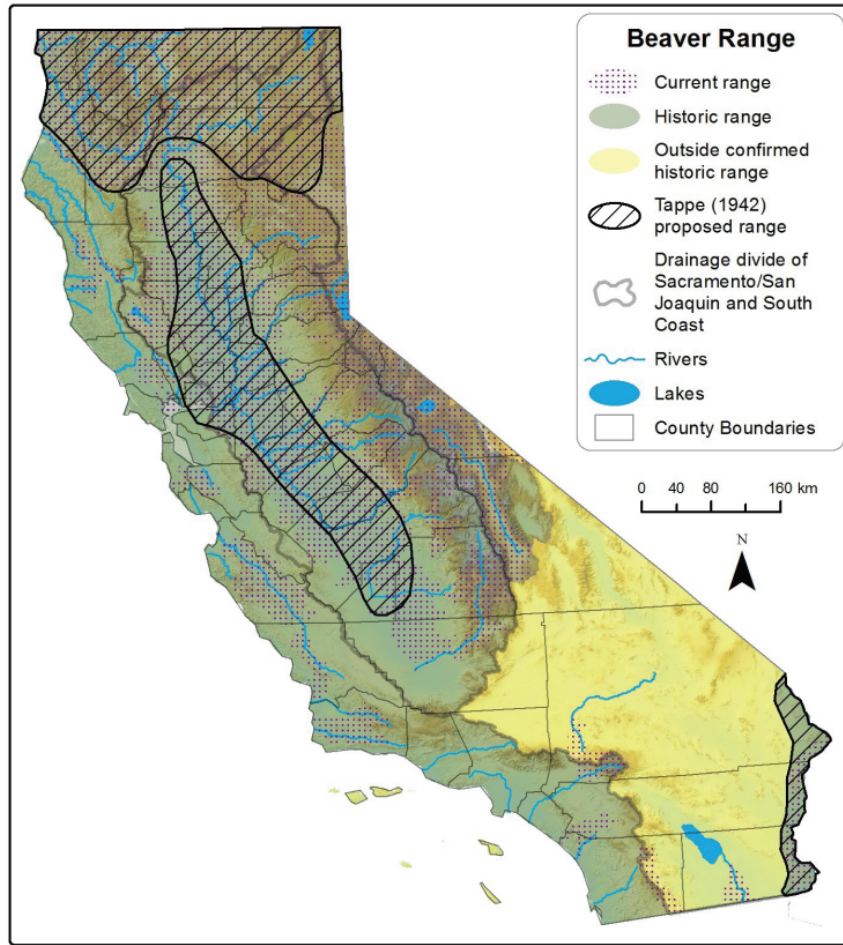 Beaver Range
Current range
Historic range
Outside confirmed
historic range
Tappe (1942)
proposed range
Drainage divide of
Sacramento/San
Joaquin and South
Coast
Rivers
Lakes
County Boundaries
0 40 80 160 km
N